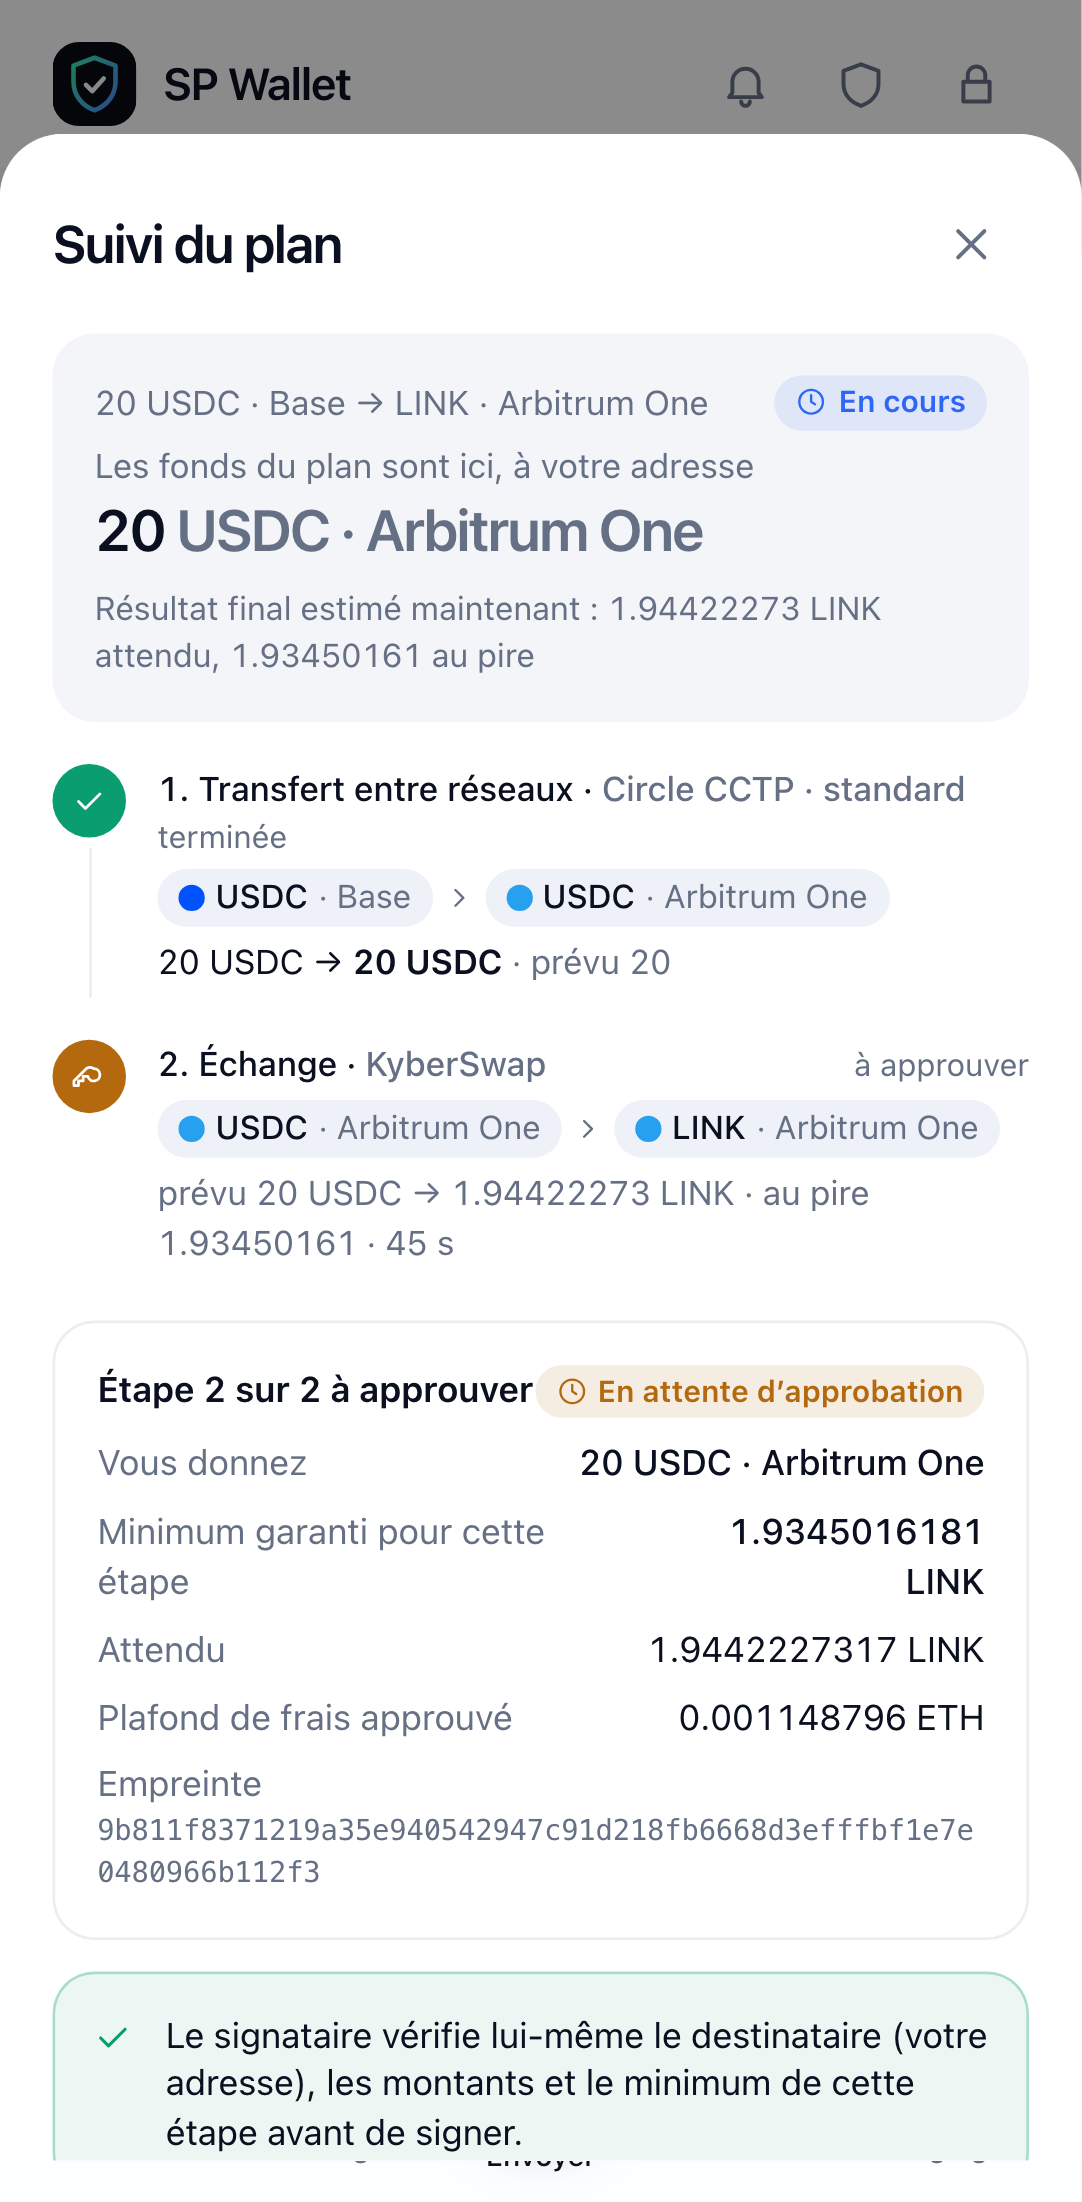 SP Wallet
Suivi du plan
20 USDC · Base → LINK · Arbitrum One
En cours
Les fonds du plan sont ici, à votre adresse
20 USDC · Arbitrum One
Résultat final estimé maintenant : 1.94422273 LINK
attendu, 1.93450161 au pire
1. Transfert entre réseaux · Circle CCTP · standard
terminée
USDC · Base > USDC · Arbitrum One
20 USDC → 20 USDC · prévu 20
2. Échange · KyberSwap
à approuver
USDC · Arbitrum One > LINK · Arbitrum One
prévu 20 USDC → 1.94422273 LINK · au pire
1.93450161 · 45 s
Étape 2 sur 2 à approuver
En attente d’approbation
Vous donnez
20 USDC · Arbitrum One
Minimum garanti pour cette
étape
1.9345016181
LINK
Attendu
1.9442227317 LINK
Plafond de frais approuvé
0.001148796 ETH
Empreinte
9b811f8371219a35e940542947c91d218fb6668d3efffbf1e7e
0480966b112f3
Le signataire vérifie lui-même le destinataire (votre
adresse), les montants et le minimum de cette
étape avant de signer.